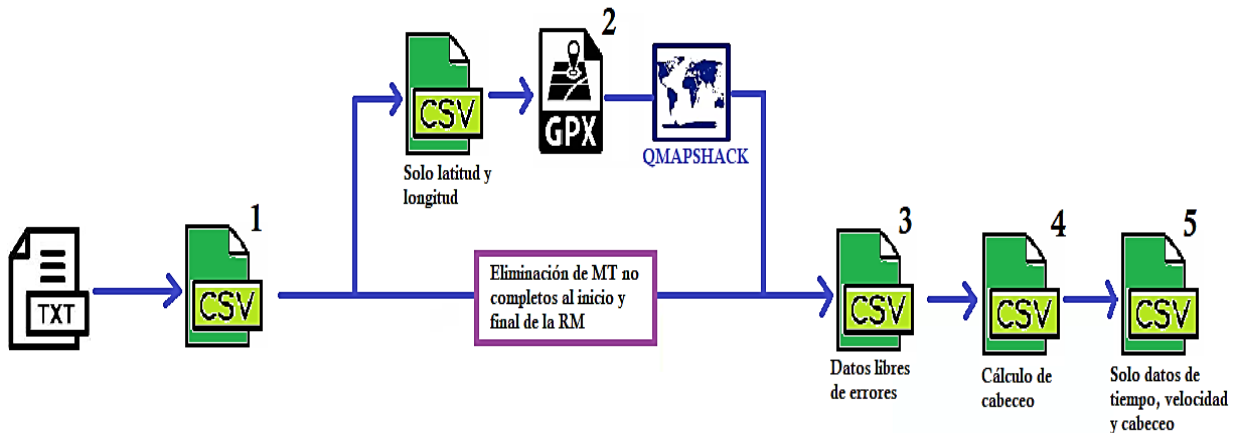 2
CSV
GPX
QMAPSHACK
Solo latitud y
longitud
1
TXT
CSV
Eliminación de MT no
completos al inicio y
final de la RM
3
CSV
Datos libres
de errores
4
CSV
Cálculo de
cabeceo
5
CSV
Solo datos de
tiempo, velocidad
y cabeceo